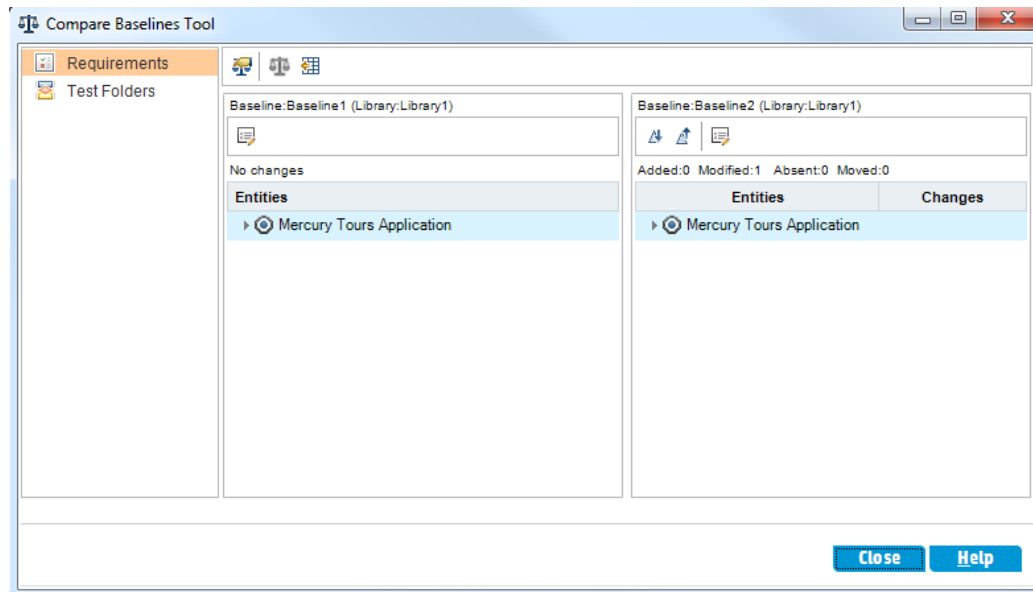 Compare Baselines Tool
Requirements
Test Folders
Baseline:Baseline1 (Library:Library1)
No changes
Entities
Mercury Tours Application
Baseline:Baseline2 (Library:Library1)
Added:0 Modified:1 Absent:0 Moved:0
Entities Changes
Mercury Tours Application
Close Help